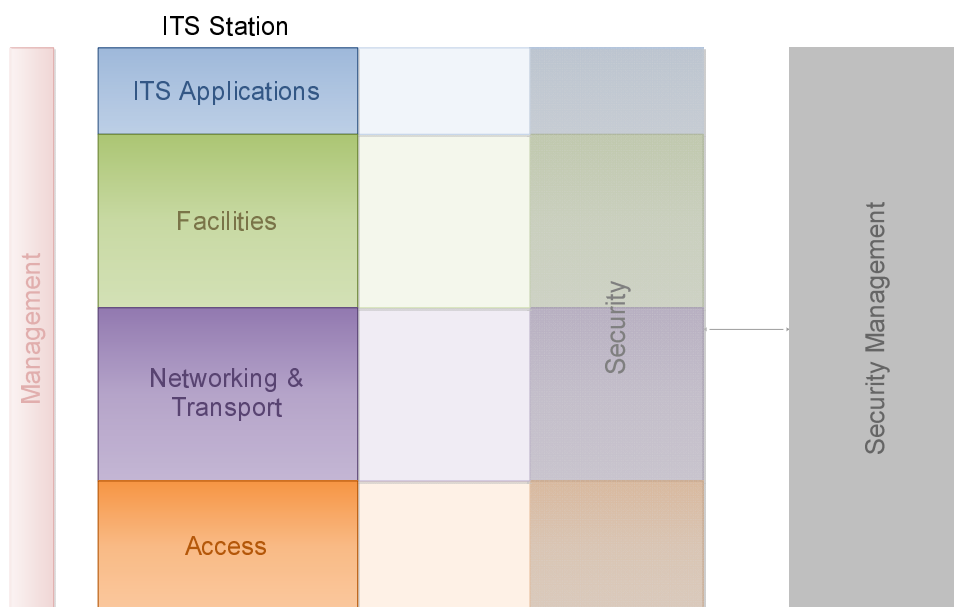 ITS Station
ITS Applications
Facilities
Networking &
Transport
Access
Management
Security
Security Management